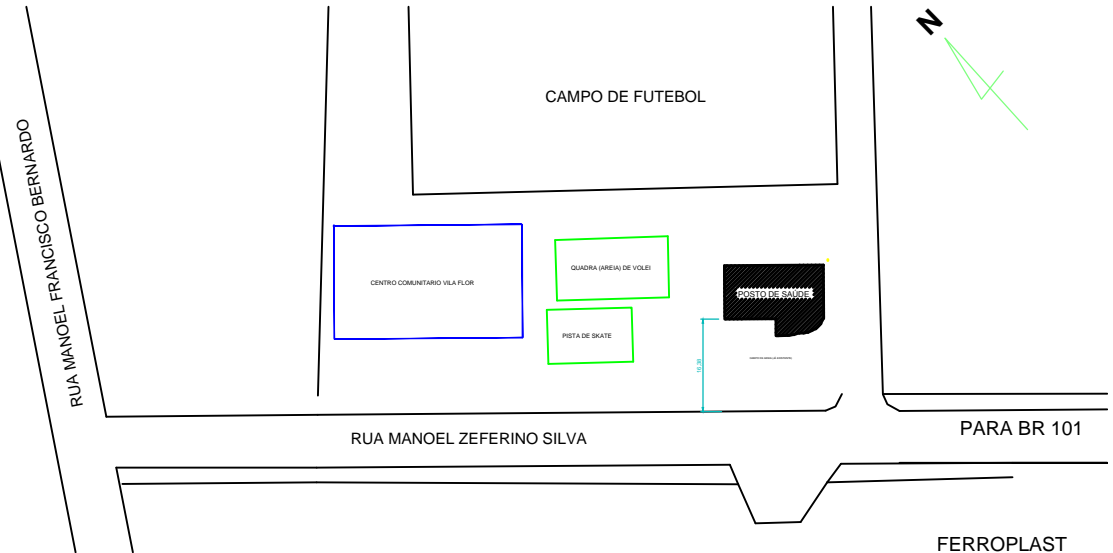 N
CAMPO DE FUTEBOL
RUA MANOEL FRANCISCO BERNARDO
QUADRA (AREIA) DE VOLEI
CENTRO COMUNITARIO VILA FLOR
POSTO DE SAÚDE
PISTA DE SKATE
RUA MANOEL ZEFERINO SILVA
PARA BR 101
FERROPLAST